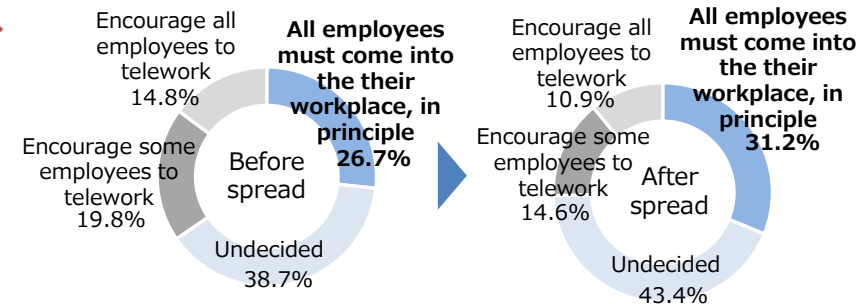 Encourage all
employees to
telework
14.8%
All employees
must come into
the their
workplace, in
principle
26.7%
Encourage some
employees to
telework
19.8%
Before
spread
Undecided
38.7%
Encourage all
employees to
telework
10.9%
All employees
must come into
the their
workplace, in
principle
31.2%
Encourage some
employees to
telework
14.6%
After
spread
Undecided
43.4%